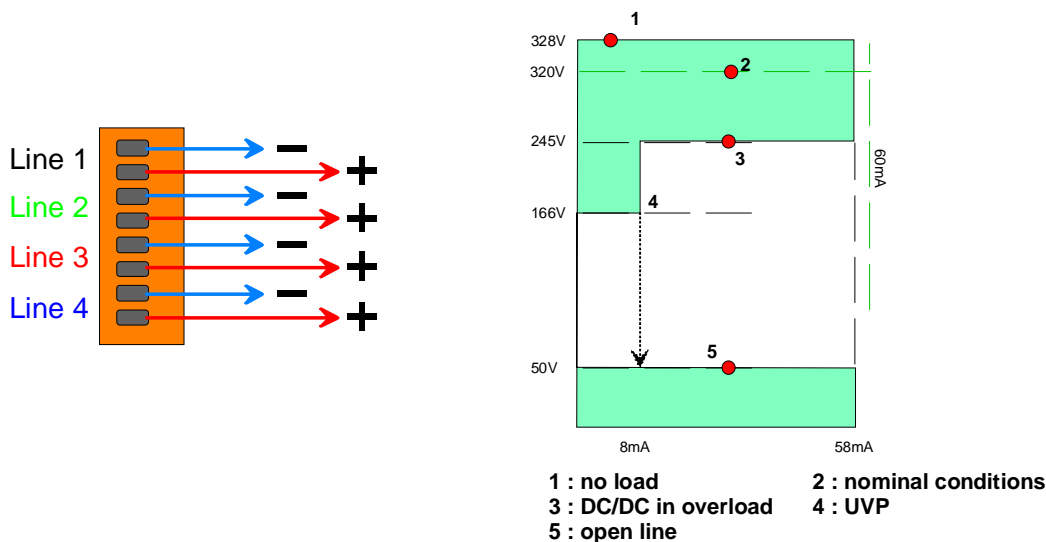 Line 1
Line 2
Line 3
Line 4
−
+
−
+
−
+
−
+
1
328V
320V
2
245V
3
60mA
166V
4
50V
5
8mA
58mA
1 : no load
2 : nominal conditions
3 : DC/DC in overload
4 : UVP
5 : open line